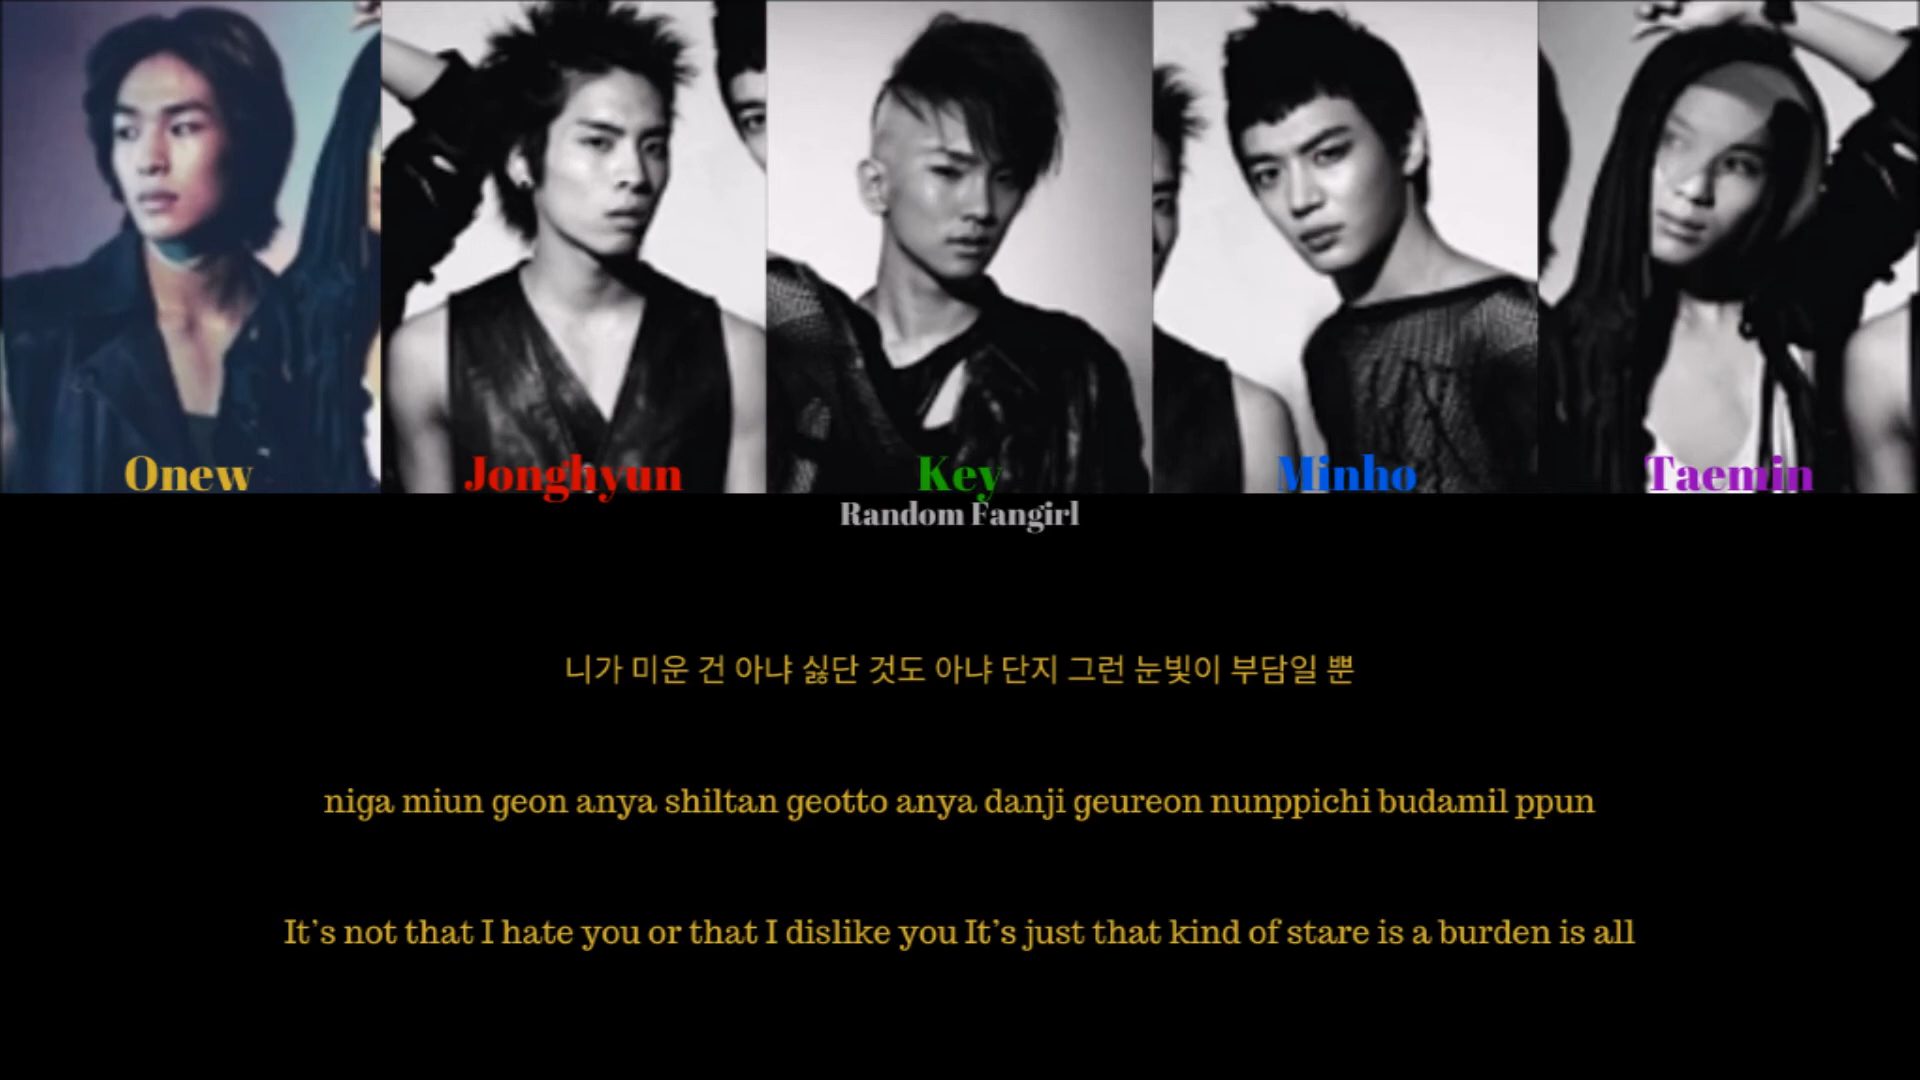 Onew Jonghyun Key Minho Taemin
Random Fangirl
니가 미운 건 아냐 싫단 것도 아냐 단지 그런 눈빛이 부담일 뿐
niga miun geon anya shiltan geotto anya danji geureon nunppichi budamil ppun
It's not that I hate you or that I dislike you It's just that kind of stare is a burden is all